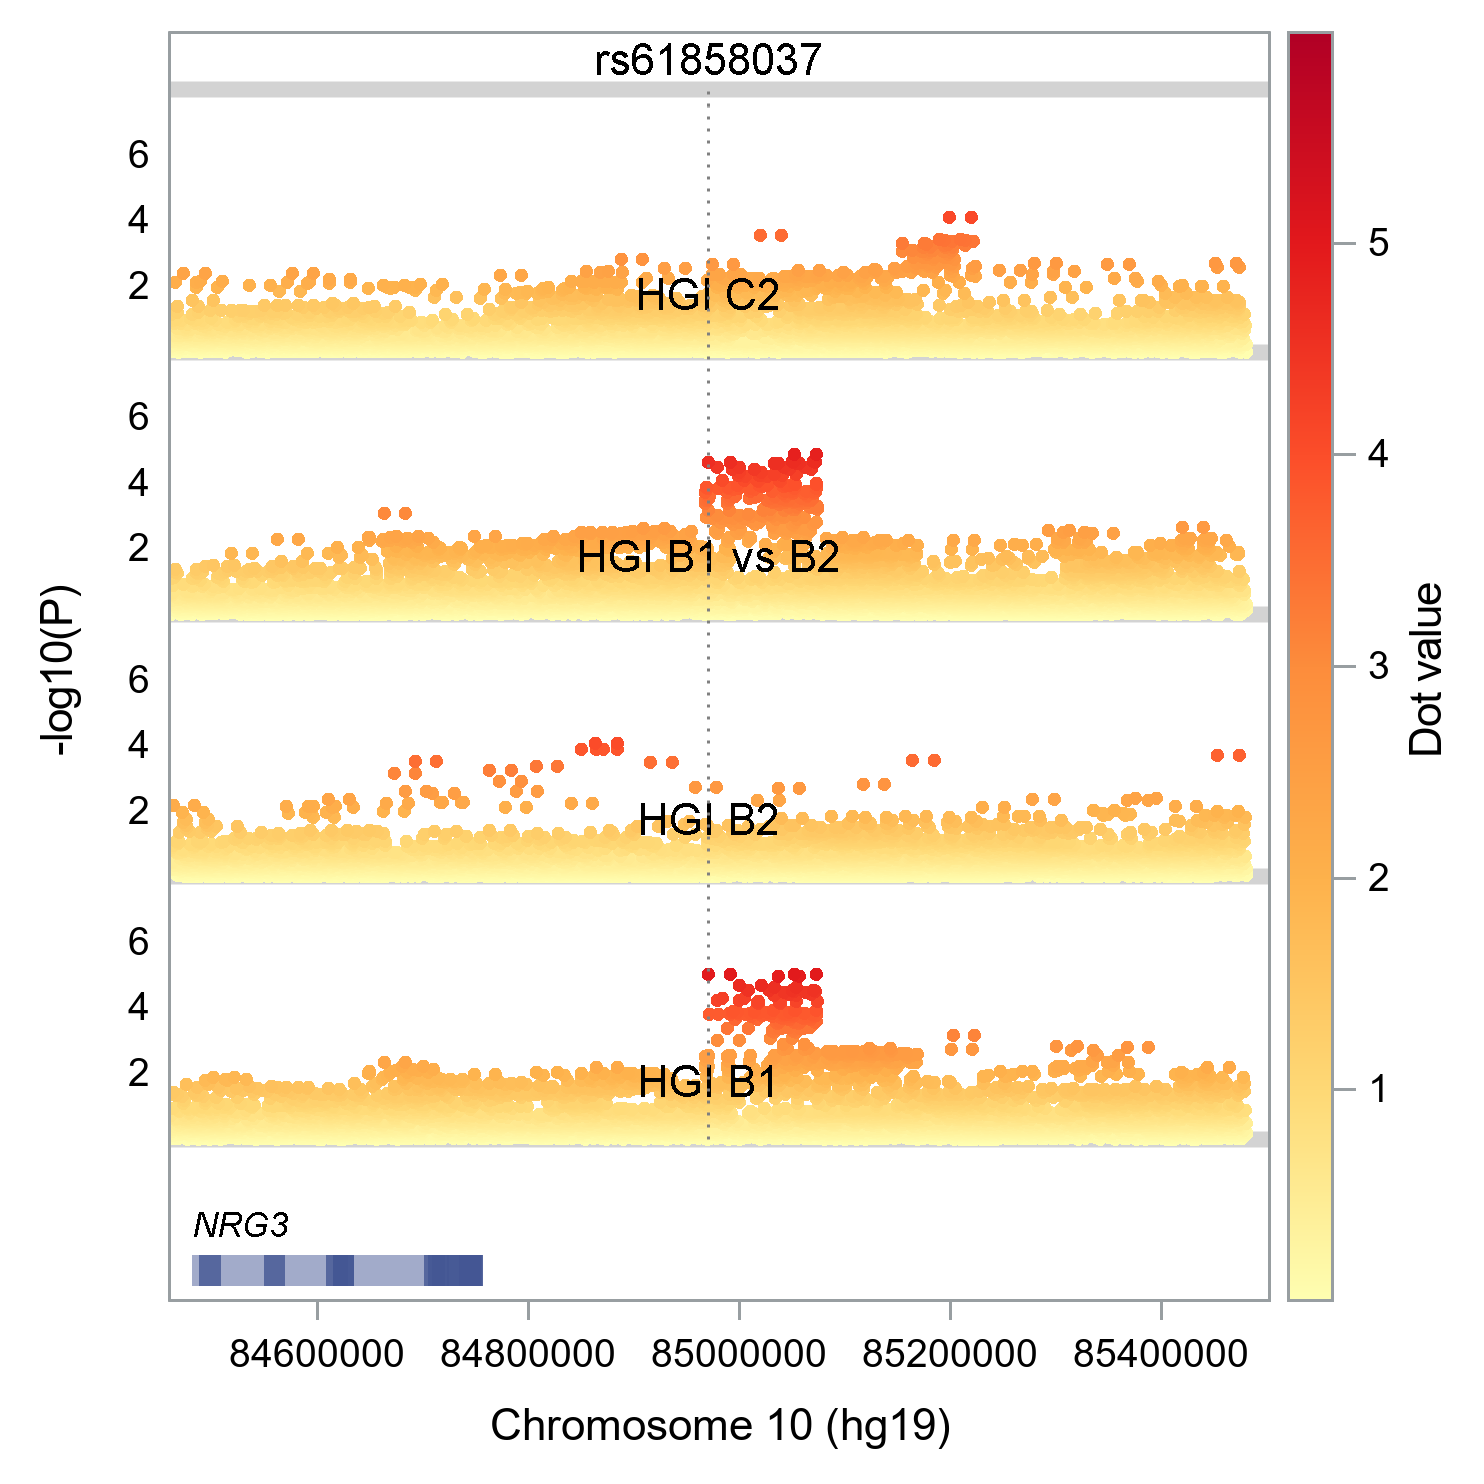 rs61858037
6
4
2
HGI C2
6
4
2
HGI B1 vs B2
6
4
2
HGI B2
6
4
2
HGI B1
-log10(P)
NRG3
84600000 84800000 85000000 85200000 85400000
Chromosome 10 (hg19)
5
4
3
2
1
Dot value